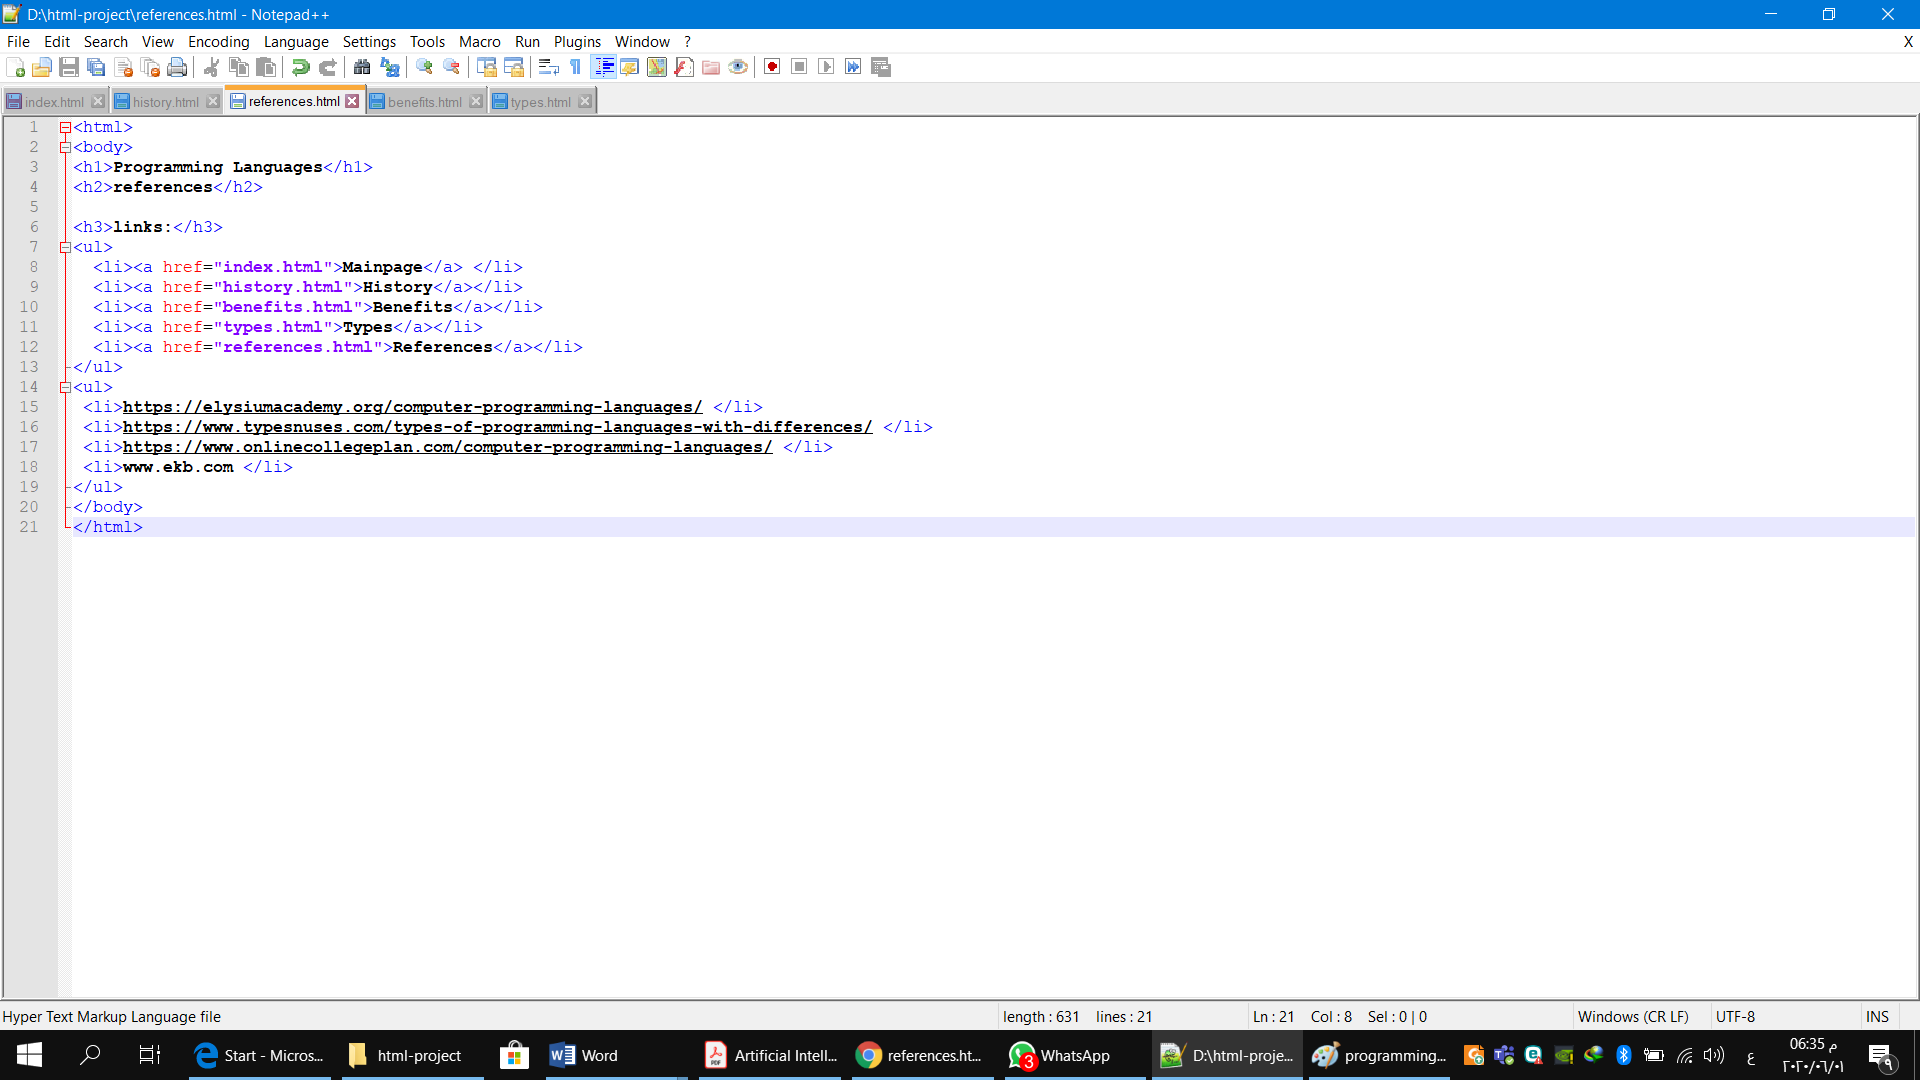 D:\html-project\references.html - Notepad++
File Edit Search View Encoding Language Settings Tools Macro Run Plugins Window ? X
index.html history.html references.html benefits.html types.html
1 <html>
2 <body>
3 <h1>Programming Languages</h1>
4 <h2>references</h2>
5
6 <h3>links:</h3>
7 <ul>
8 <li><a href="index.html">Mainpage</a> </li>
9 <li><a href="history.html">History</a></li>
10 <li><a href="benefits.html">Benefits</a></li>
11 <li><a href="types.html">Types</a></li>
12 <li><a href="references.html">References</a></li>
13 </ul>
14 <ul>
15 <li>https://elysiumacademy.org/computer-programming-languages/ </li>
16 <li>https://www.typesnuses.com/types-of-programming-languages-with-differences/ </li>
17 <li>https://www.onlinecollegeplan.com/computer-programming-languages/ </li>
18 <li>www.ekb.com </li>
19 </ul>
20 </body>
21 </html>
Hyper Text Markup Language file length : 631 lines : 21 Ln : 21 Col : 8 Sel : 0 | 0 Windows (CR LF) UTF-8 INS
Start - Micros... html-project Word Artificial Intell... references.ht... 3 WhatsApp D:\html-proje... programming... ع 06:35 م
٢٠٢٠/٠٦/٠١ ٩